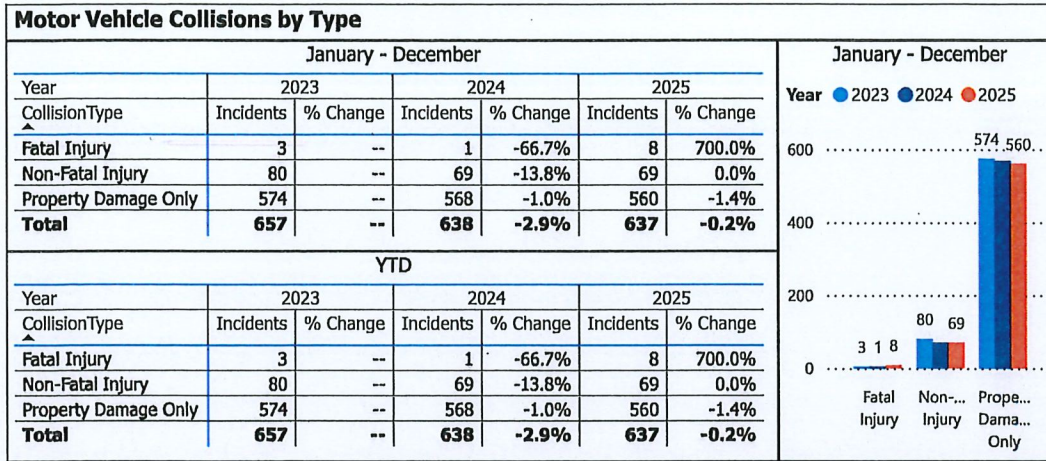 Motor Vehicle Collisions by Type
January - December
Year 2023 2024 2025
CollisionType Incidents % Change Incidents % Change Incidents % Change
Fatal Injury 3 -- 1 -66.7% 8 700.0%
Non-Fatal Injury 80 -- 69 -13.8% 69 0.0%
Property Damage Only 574 -- 568 -1.0% 560 -1.4%
Total 657 -- 638 -2.9% 637 -0.2%
YTD
Year 2023 2024 2025
CollisionType Incidents % Change Incidents % Change Incidents % Change
Fatal Injury 3 -- 1 -66.7% 8 700.0%
Non-Fatal Injury 80 -- 69 -13.8% 69 0.0%
Property Damage Only 574 -- 568 -1.0% 560 -1.4%
Total 657 -- 638 -2.9% 637 -0.2%
January - December
Year 2023 2024 2025
574 560
600
400
200
80 69
3 1 8
0
Fatal Non-... Prope...
Injury Injury Dama...
Only